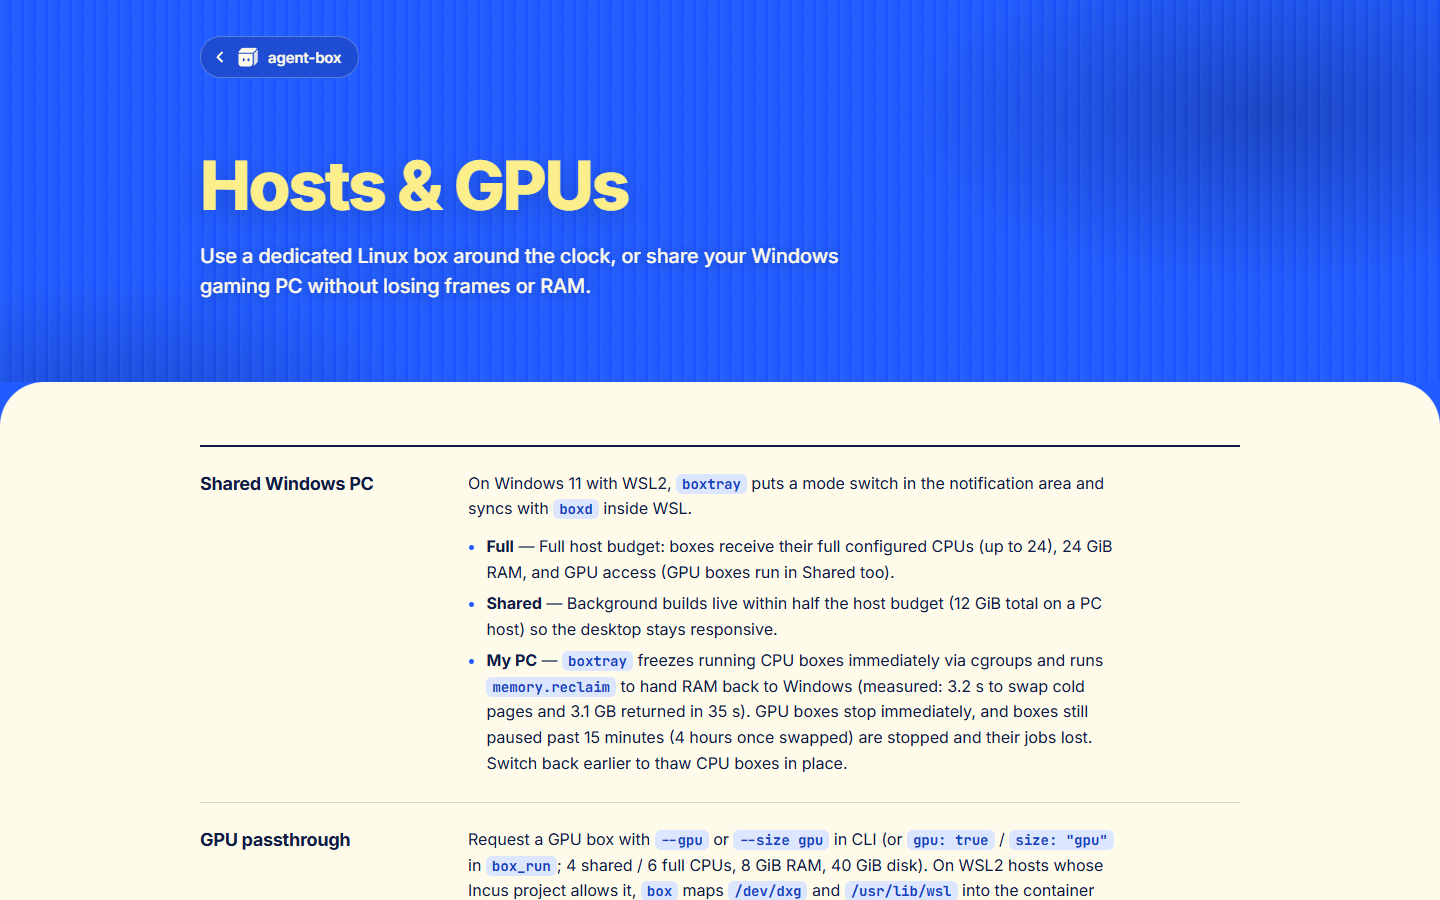 agent-box
Hosts & GPUs
Use a dedicated Linux box around the clock, or share your Windows
gaming PC without losing frames or RAM.
Shared Windows PC
On Windows 11 with WSL2, boxtray puts a mode switch in the notification area and
syncs with boxd inside WSL.
• Full — Full host budget: boxes receive their full configured CPUs (up to 24), 24 GiB
RAM, and GPU access (GPU boxes run in Shared too).
• Shared — Background builds live within half the host budget (12 GiB total on a PC
host) so the desktop stays responsive.
• My PC — boxtray freezes running CPU boxes immediately via cgroups and runs
memory.reclaim to hand RAM back to Windows (measured: 3.2 s to swap cold
pages and 3.1 GB returned in 35 s). GPU boxes stop immediately, and boxes still
paused past 15 minutes (4 hours once swapped) are stopped and their jobs lost.
Switch back earlier to thaw CPU boxes in place.
GPU passthrough
Request a GPU box with --gpu or --size gpu in CLI (or gpu: true / size: "gpu"
in box_run; 4 shared / 6 full CPUs, 8 GiB RAM, 40 GiB disk). On WSL2 hosts whose
Incus project allows it, box maps /dev/dxg and /usr/lib/wsl into the container